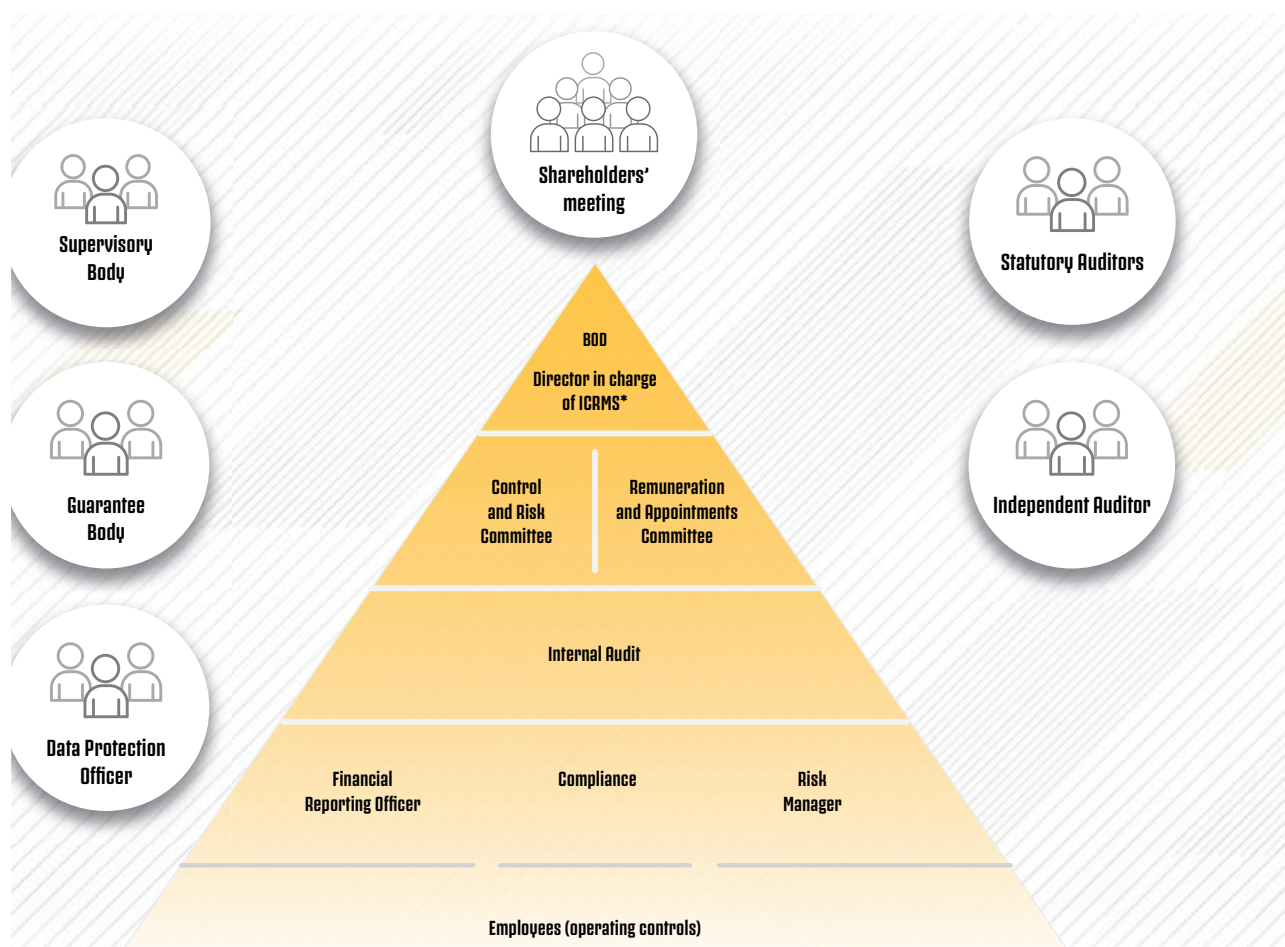 Shareholders'
meeting
Supervisory
Body
Statutory Auditors
BOD
Director in charge
of ICRMS*
Guarantee
Body
Control
and Risk
Committee
Remuneration
and Appointments
Committee
Independent Auditor
Internal Audit
Data Protection
Officer
Financial
Reporting Officer
Compliance
Risk
Manager
Employees (operating controls)